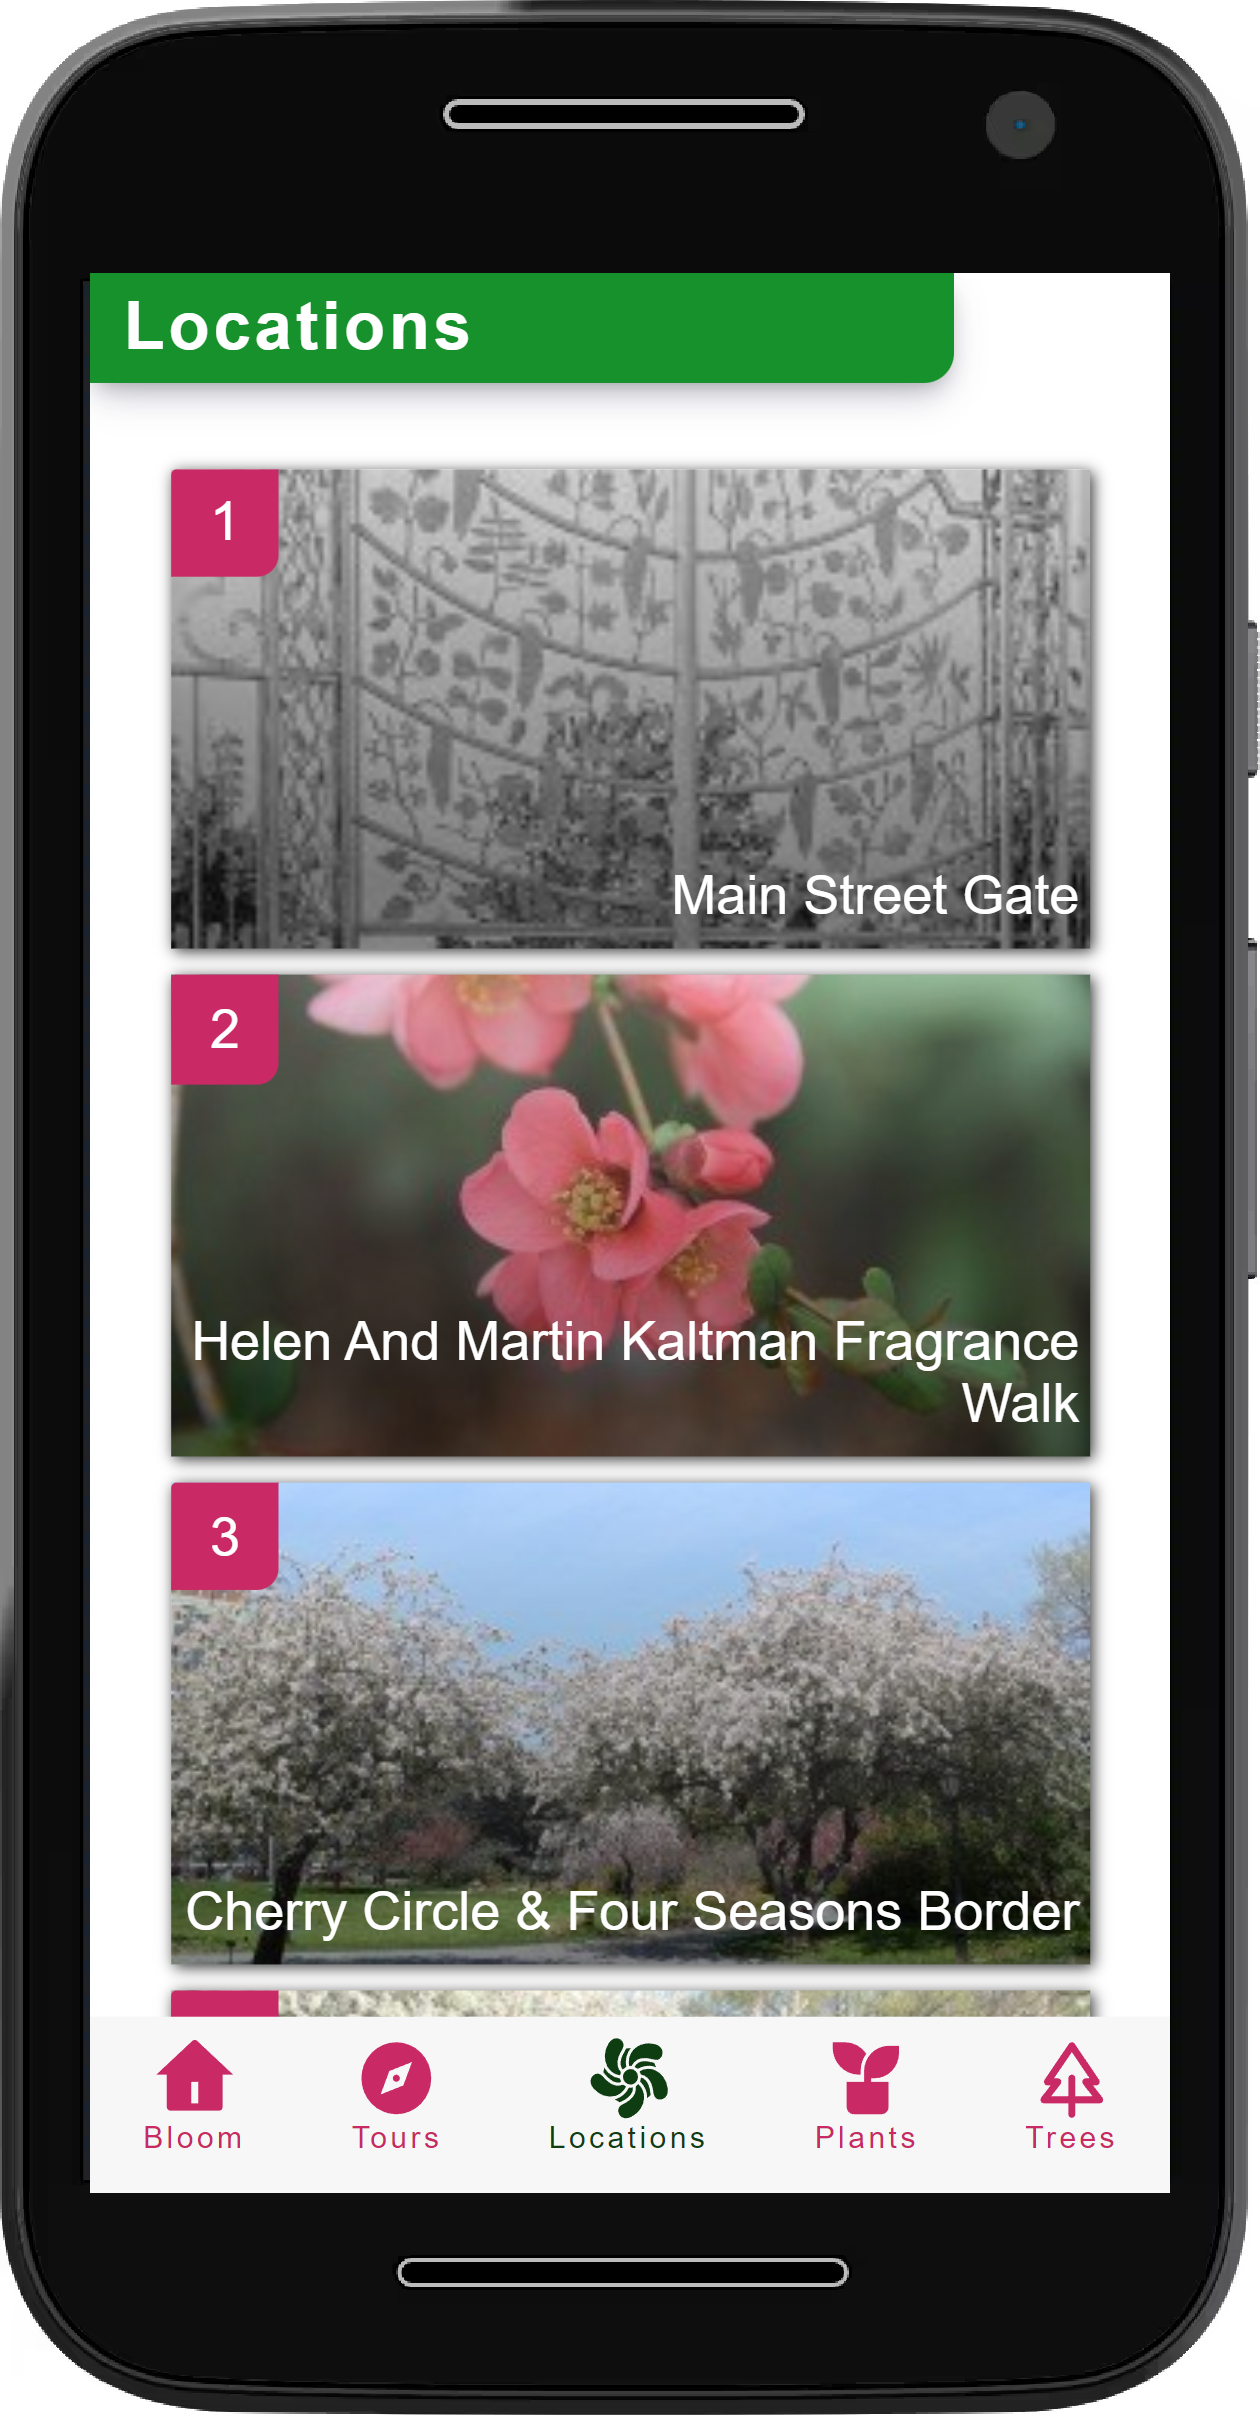 Locations
1
Main Street Gate
2
Helen And Martin Kaltman Fragrance
Walk
3
Cherry Circle & Four Seasons Border
Bloom
Tours
Locations
Plants
Trees